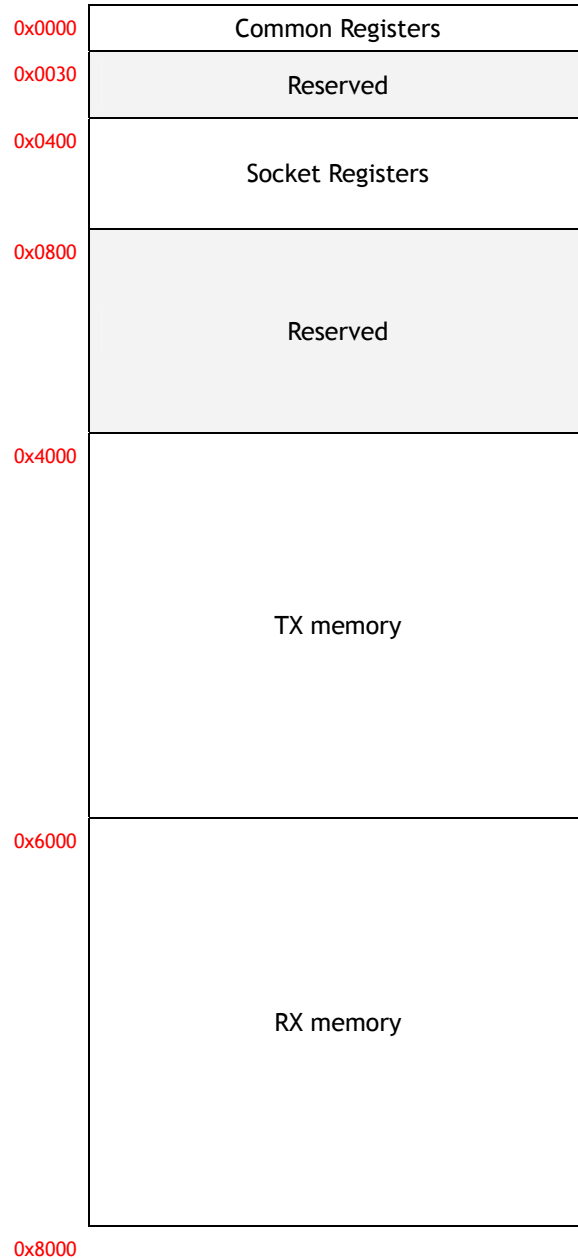 0x0000
Common Registers
0x0030
Reserved
0x0400
Socket Registers
0x0800
Reserved
0x4000
TX memory
0x6000
RX memory
0x8000